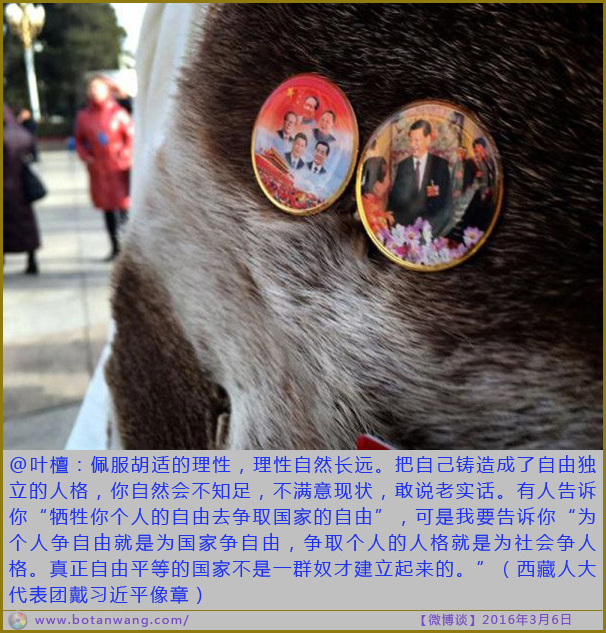 @叶檀：佩服胡适的理性，理性自然长远。把自己铸造成了自由独
立的人格，你自然会不知足，不满意现状，敢说老实话。有人告诉
你“牺牲你个人的自由去争取国家的自由”，可是我要告诉你“为
个人争自由就是为国家争自由，争取个人的人格就是为社会争人
格。真正自由平等的国家不是一群奴才建立起来的。”（西藏人大
代表团戴习近平像章）
www.botanwang.com/
【微博谈】2016年3月6日